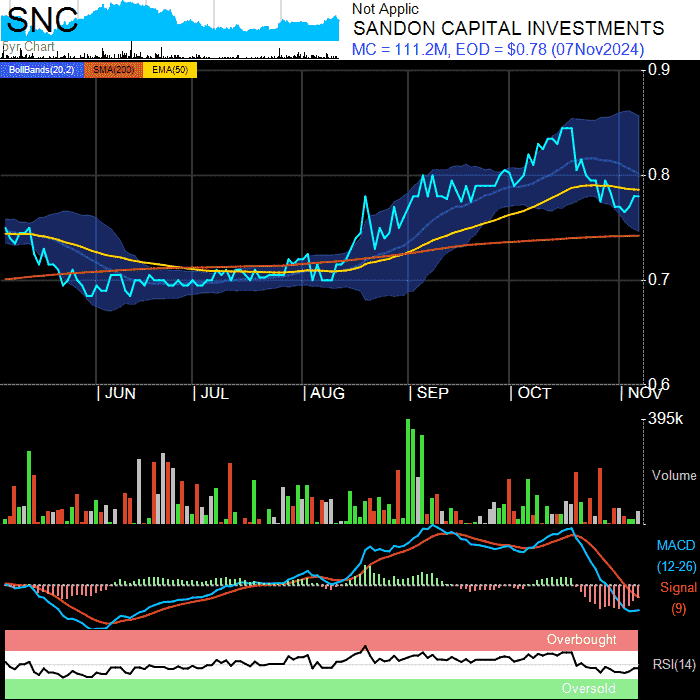 SNC
5yr Chart
Not Applic
SANDON CAPITAL INVESTMENTS
MC = 111.2M, EOD = $0.78 (07Nov2024)
BollBands(20,2) SMA(200) EMA(50)
0.9
0.8
0.7
0.6
JUN JUL AUG SEP OCT NOV
395k
Volume
MACD
(12-26)
Signal
(9)
Overbought
RSI(14)
Oversold